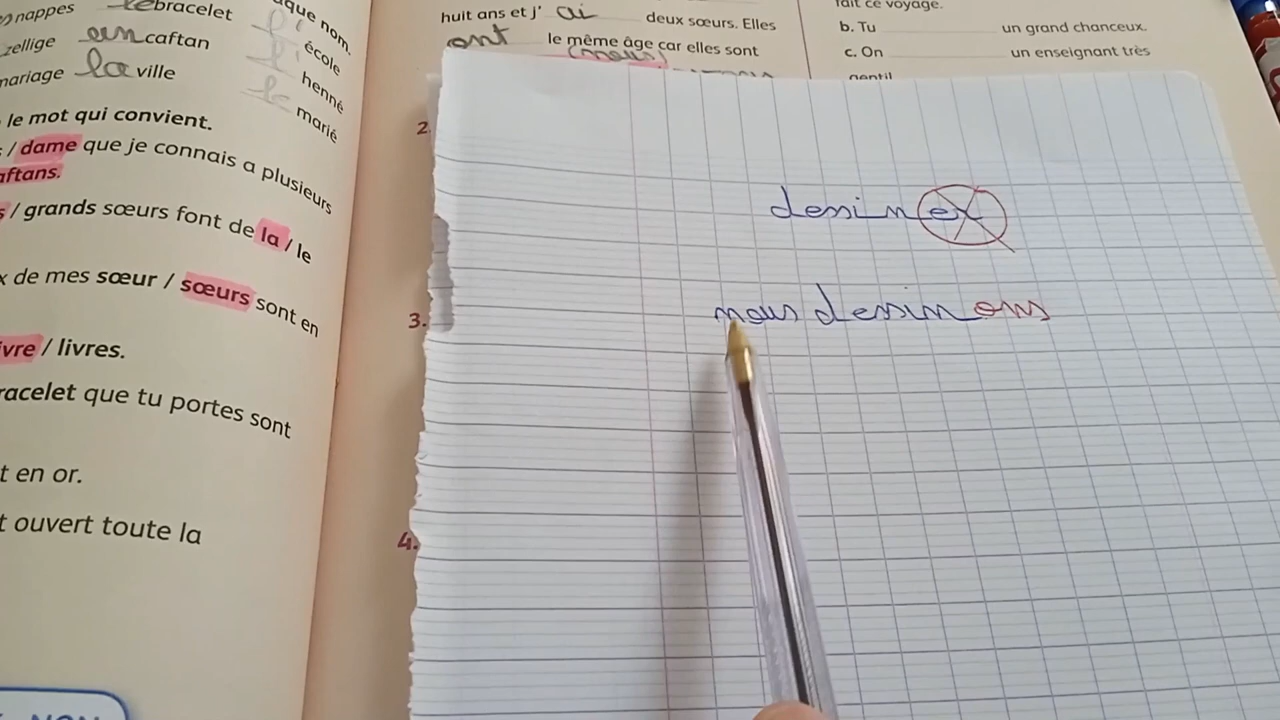 nappes le bracelet
zellige un caftan
mariage la ville
que nom.
l' école
l' henné
le marié
le mot qui convient.
/ dame que je connais a plusieurs
aftans.
/ grands sœurs font de la / le
x de mes sœur / sœurs sont en
ivre / livres.
racelet que tu portes sont
t en or.
t ouvert toute la
NON
huit ans et j' ai deux sœurs. Elles
ont le même âge car elles sont
(nous)
2.
3.
4.
fait ce voyage.
b. Tu un grand chanceux.
c. On un enseignant très
gentil
dessiner
nous dessinons